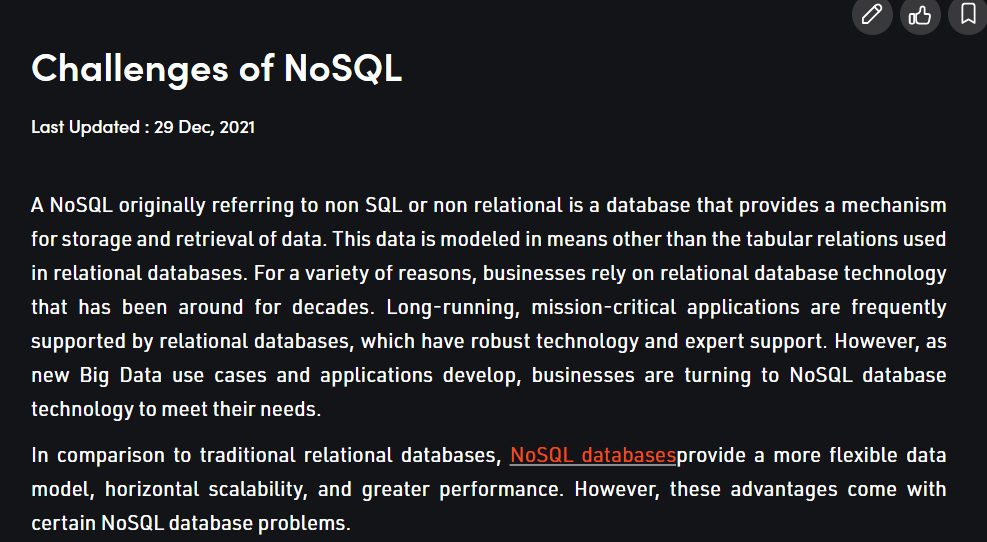 Challenges of NoSQL
Last Updated : 29 Dec, 2021
A NoSQL originally referring to non SQL or non relational is a database that provides a mechanism
for storage and retrieval of data. This data is modeled in means other than the tabular relations used
in relational databases. For a variety of reasons, businesses rely on relational database technology
that has been around for decades. Long-running, mission-critical applications are frequently
supported by relational databases, which have robust technology and expert support. However, as
new Big Data use cases and applications develop, businesses are turning to NoSQL database
technology to meet their needs.
In comparison to traditional relational databases, NoSQL databasesprovide a more flexible data
model, horizontal scalability, and greater performance. However, these advantages come with
certain NoSQL database problems.